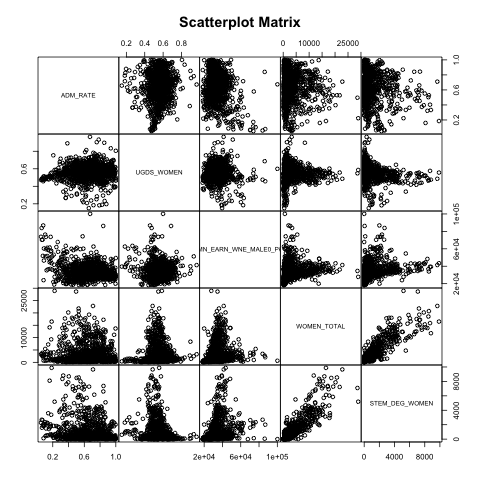 Scatterplot Matrix
0.2 0.4 0.6 0.8
0 10000 25000
ADM_RATE
0.2 0.6 1.0
0.2 0.6
UGDS_WOMEN
MN_EARN_WNE_MALE0_P
2e+04 6e+04 1e+05
0 10000 25000
WOMEN_TOTAL
STEM_DEG_WOMEN
0 4000 8000
0.2 0.6 1.0
2e+04 6e+04 1e+05
0 4000 8000